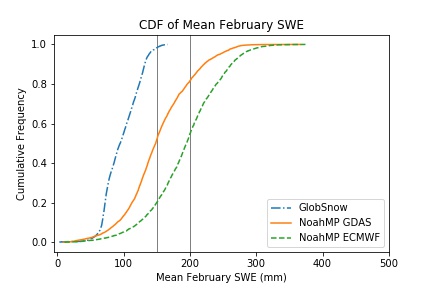 CDF of Mean February SWE
Cumulative Frequency
1.0
0.8
0.6
0.4
0.2
0.0
GlobSnow
NoahMP GDAS
NoahMP ECMWF
0 100 200 300 400 500
Mean February SWE (mm)